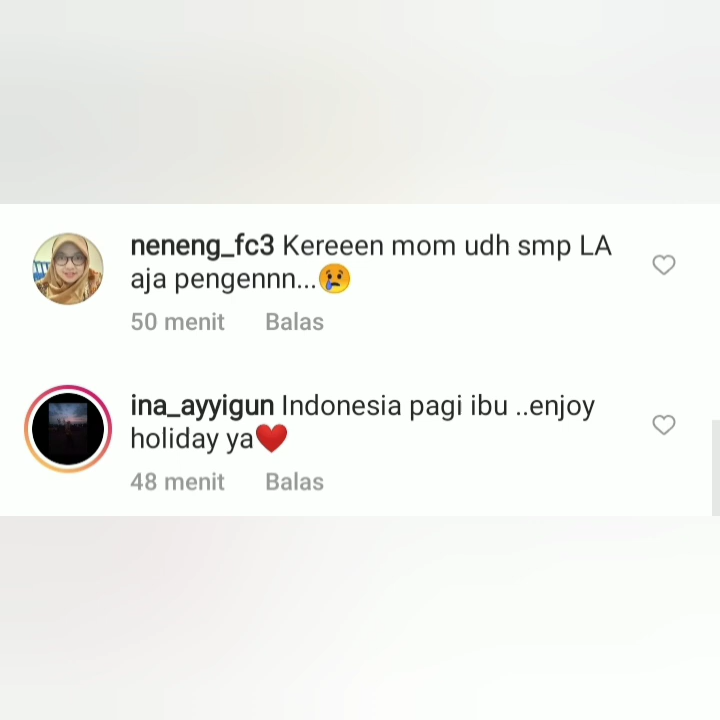 neneng_fc3 Kereeen mom udh smp LA
aja pengennn...😢
50 menit Balas
ina_ayyigun Indonesia pagi ibu ..enjoy
holiday ya❤️
48 menit Balas